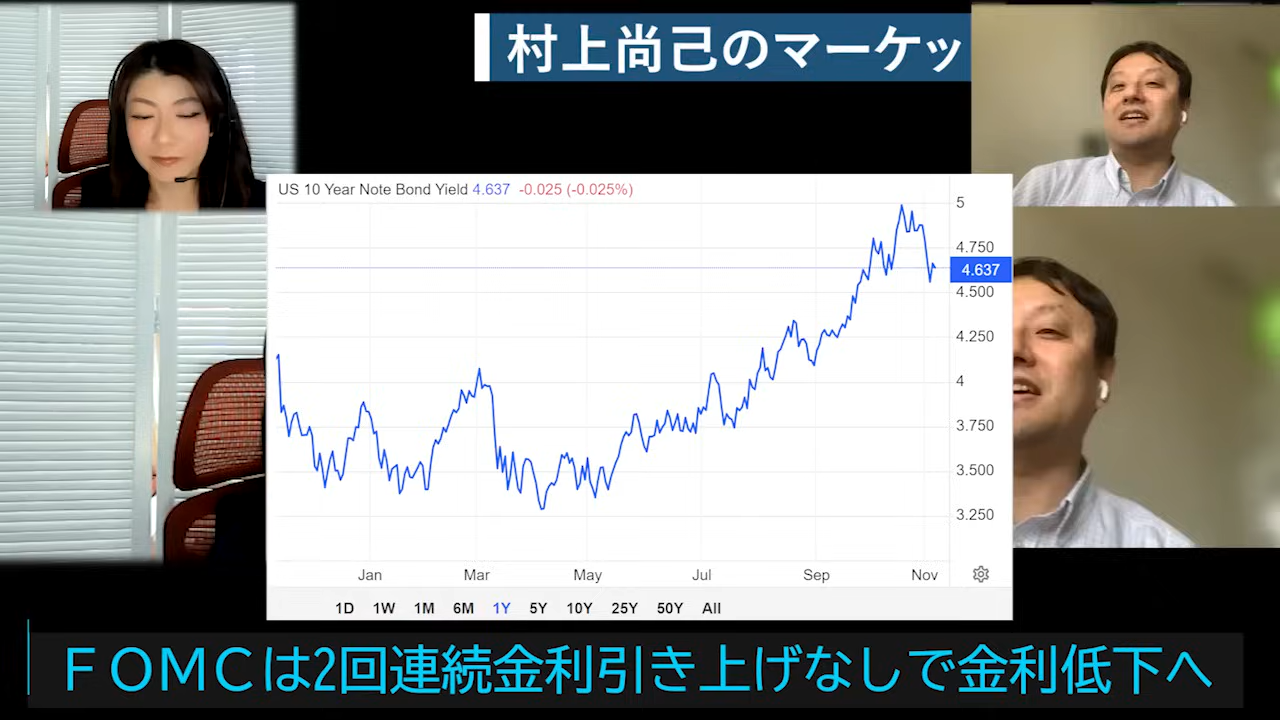 村上尚己のマーケッ
US 10 Year Note Bond Yield 4.637 -0.025 (-0.025%)
5
4.750
4.637
4.500
4.250
4
3.750
3.500
3.250
Jan Mar May Jul Sep Nov
1D 1W 1M 6M 1Y 5Y 10Y 25Y 50Y All
ＦＯＭＣは2回連続金利引き上げなしで金利低下へ